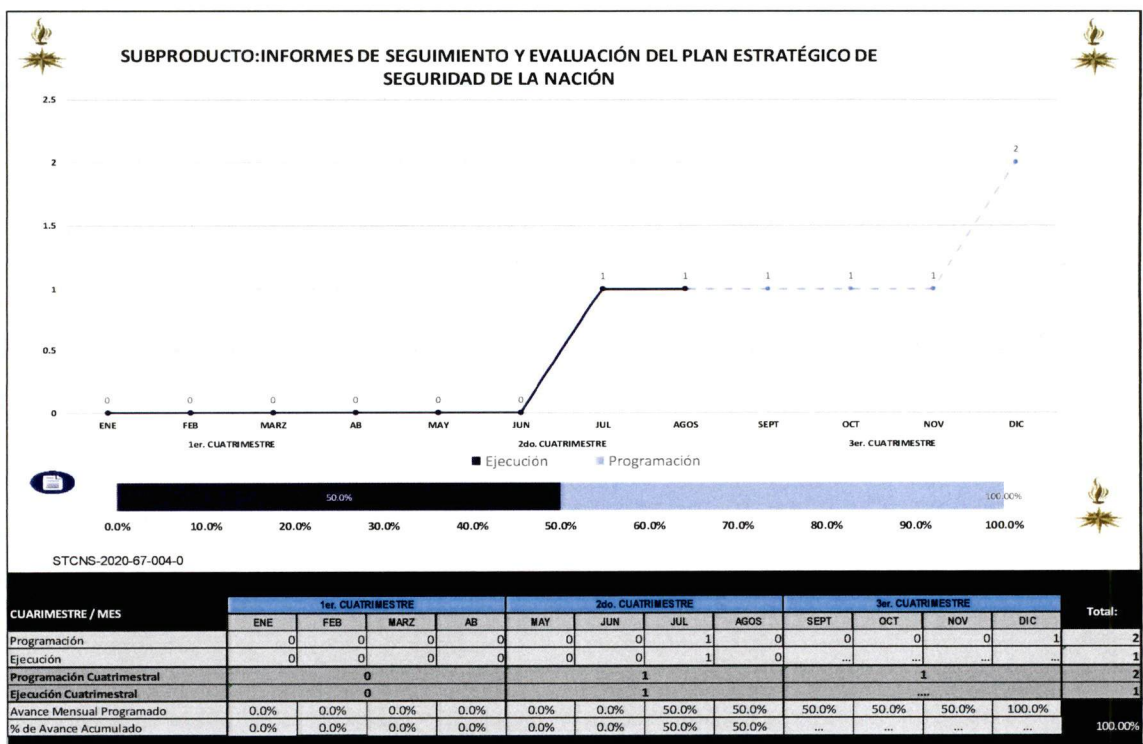 SUBPRODUCTO:INFORMES DE SEGUIMIENTO Y EVALUACIÓN DEL PLAN ESTRATÉGICO DE
SEGURIDAD DE LA NACIÓN
2.5
2
1.5
1
0.5
0
0 0 0 0 0 0 1 1 1 1 1 2
ENE FEB MARZ AB MAY JUN JUL AGOS SEPT OCT NOV DIC
1er. CUATRIMESTRE 2do. CUATRIMESTRE 3er. CUATRIMESTRE
Ejecución Programación
50.0% 100.00%
0.0% 10.0% 20.0% 30.0% 40.0% 50.0% 60.0% 70.0% 80.0% 90.0% 100.0%
STCNS-2020-67-004-0
CUARIMESTRE / MES 1er. CUATRIMESTRE 2do. CUATRIMESTRE 3er. CUATRIMESTRE Total:
ENE FEB MARZ AB MAY JUN JUL AGOS SEPT OCT NOV DIC
Programación 0 0 0 0 0 0 1 0 0 0 0 1 2
Ejecución 0 0 0 0 0 0 1 0 ... ... ... ... 1
Programación Cuatrimestral 0 1 1 2
Ejecución Cuatrimestral 0 1 .... 1
Avance Mensual Programado 0.0% 0.0% 0.0% 0.0% 0.0% 0.0% 50.0% 50.0% 50.0% 50.0% 50.0% 100.0%
% de Avance Acumulado 0.0% 0.0% 0.0% 0.0% 0.0% 0.0% 50.0% 50.0% ... ... ... ... 100.00%